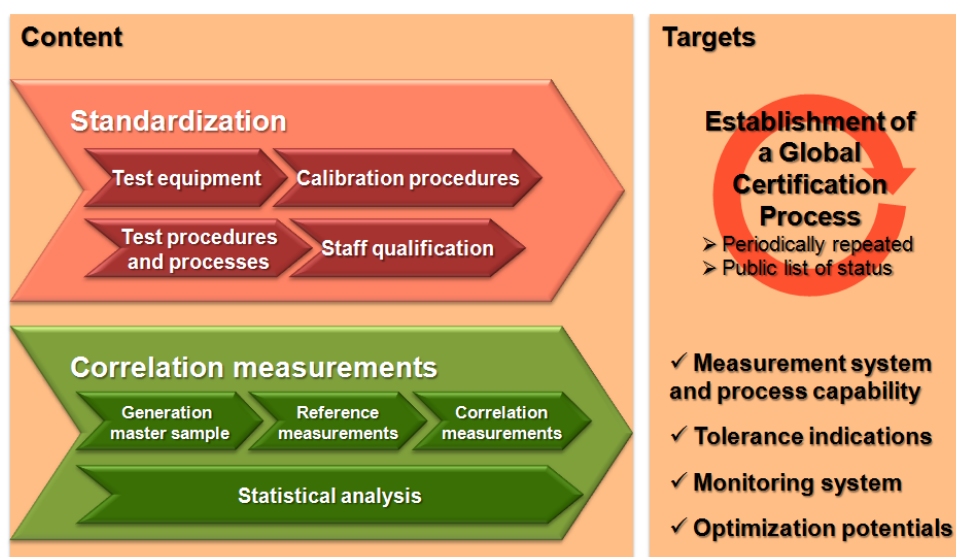 Content
Standardization
Test equipment
Calibration procedures
Test procedures
and processes
Staff qualification
Correlation measurements
Generation
master sample
Reference
measurements
Correlation
measurements
Statistical analysis
Targets
Establishment of
a Global
Certification
Process
➢ Periodically repeated
➢ Public list of status
✓ Measurement system
and process capability
✓ Tolerance indications
✓ Monitoring system
✓ Optimization potentials